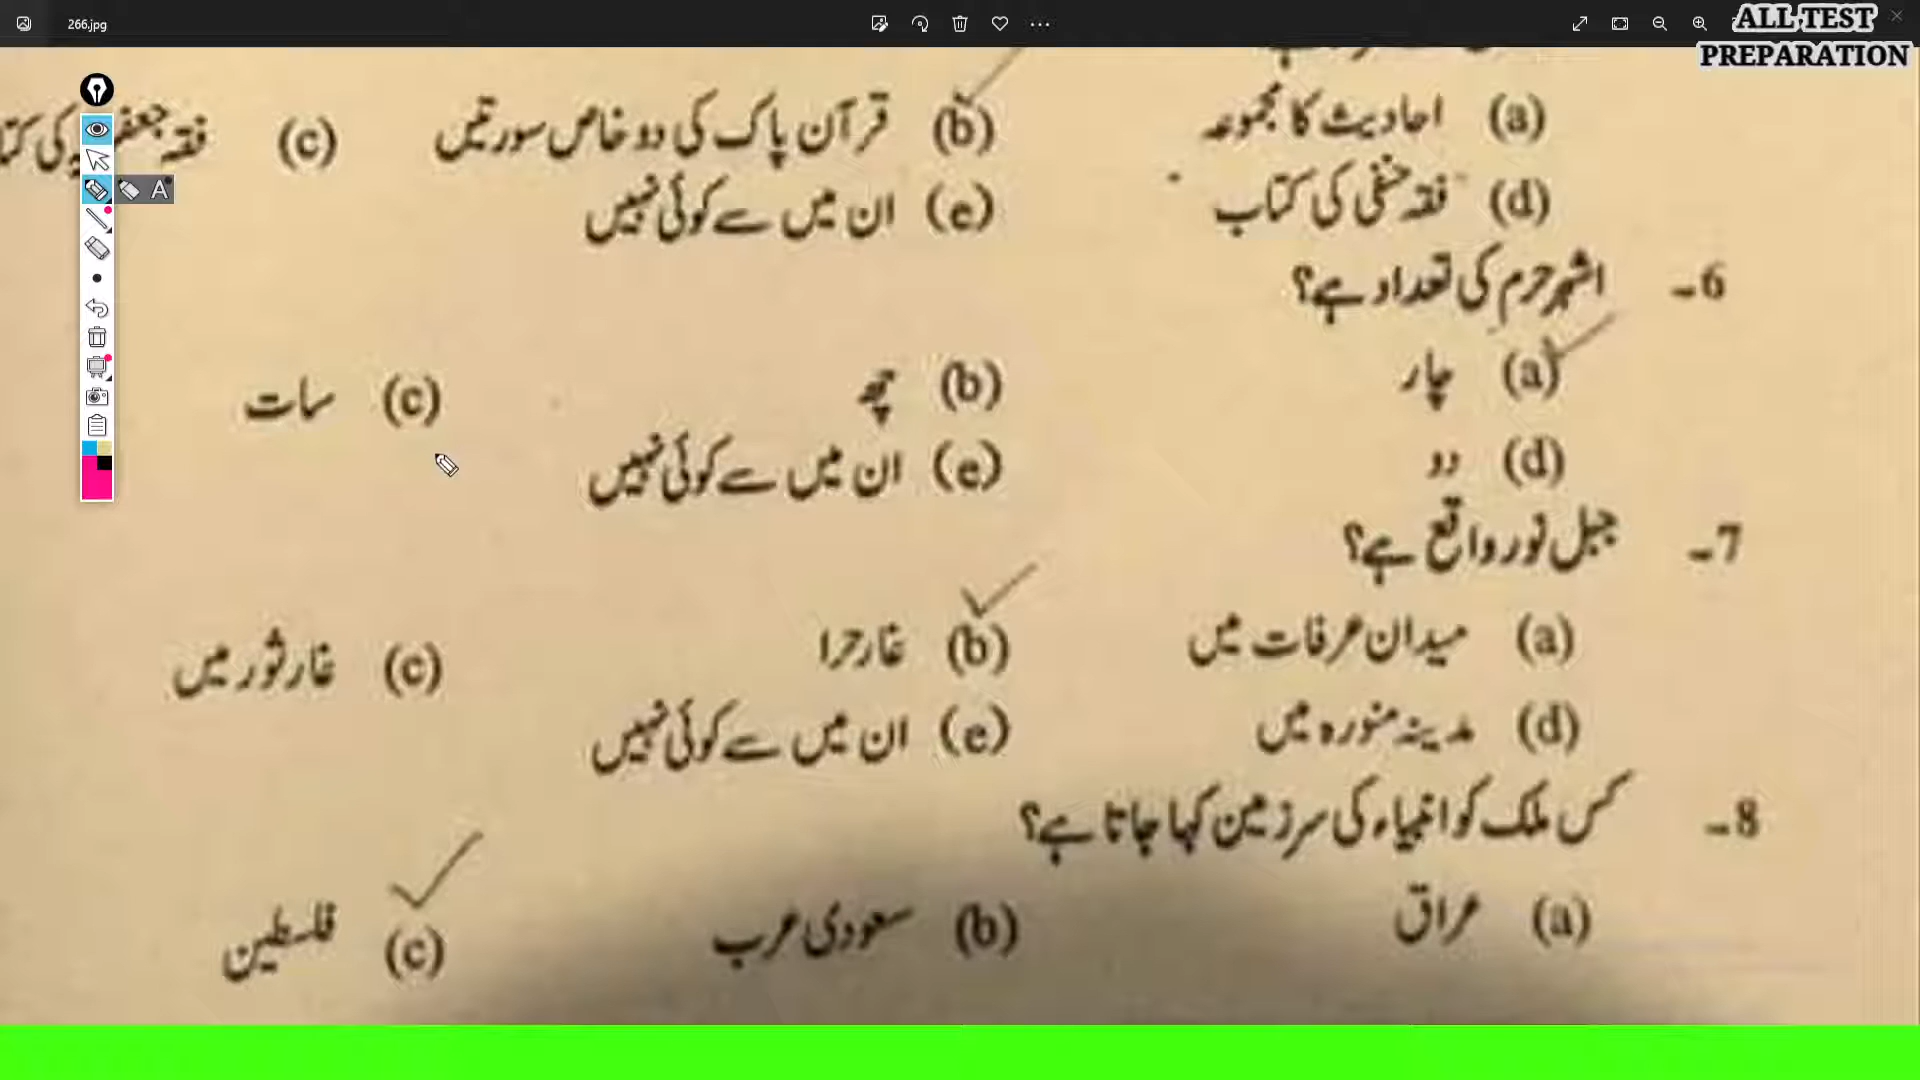 266.jpg
ALL TEST
PREPARATION
(a) احادیث کا مجموعہ (b) قرآن پاک کی دو خاص سورتیں (c) فقہ جعفریہ کی
(d) فقہ حنفی کی کتاب (e) ان میں سے کوئی نہیں
6۔ اشہر حرم کی تعداد ہے؟
(a) چار (b) چھ (c) سات
(d) دو (e) ان میں سے کوئی نہیں
7۔ جبل نور واقع ہے؟
(a) میدان عرفات میں (b) غار حرا (c) غار ثور میں
(d) مدینہ منورہ میں (e) ان میں سے کوئی نہیں
8۔ کس ملک کو انبیاء کی سرزمین کہا جاتا ہے؟
(a) عراق (b) سعودی عرب (c) فلسطین